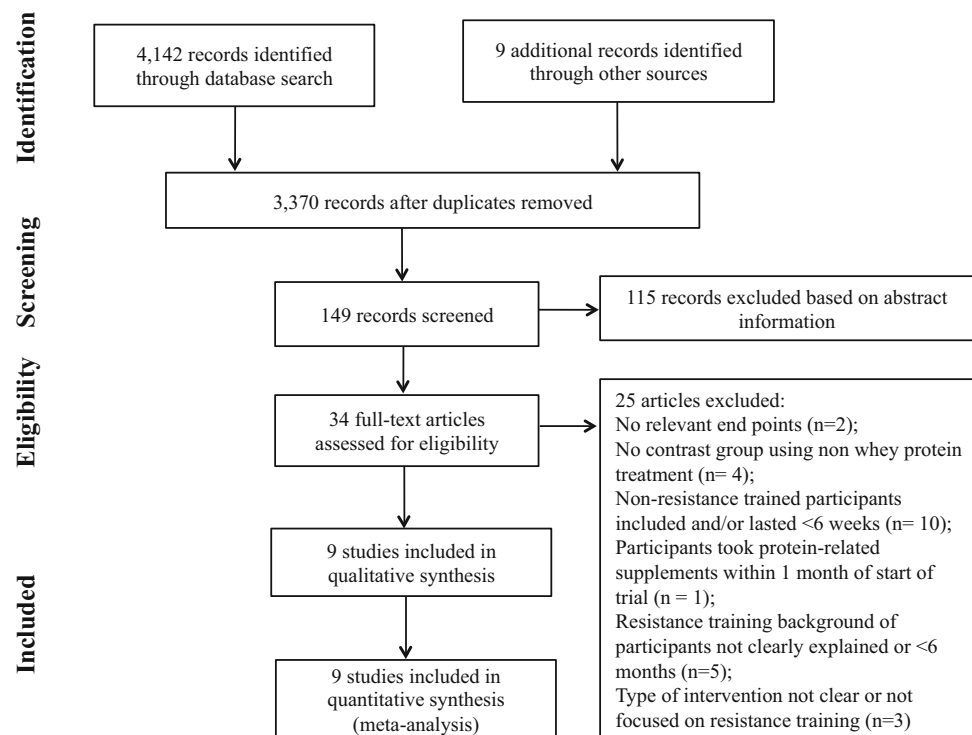 Identification
4,142 records identified
through database search
9 additional records identified
through other sources
3,370 records after duplicates removed
Screening
149 records screened
115 records excluded based on abstract
information
Eligibility
34 full-text articles
assessed for eligibility
25 articles excluded:
No relevant end points (n=2);
No contrast group using non whey protein
treatment (n= 4);
Non-resistance trained participants
included and/or lasted <6 weeks (n= 10);
Participants took protein-related
supplements within 1 month of start of
trial (n = 1);
Resistance training background of
participants not clearly explained or <6
months (n=5);
Type of intervention not clear or not
focused on resistance training (n=3)
Included
9 studies included in
qualitative synthesis
9 studies included in
quantitative synthesis
(meta-analysis)